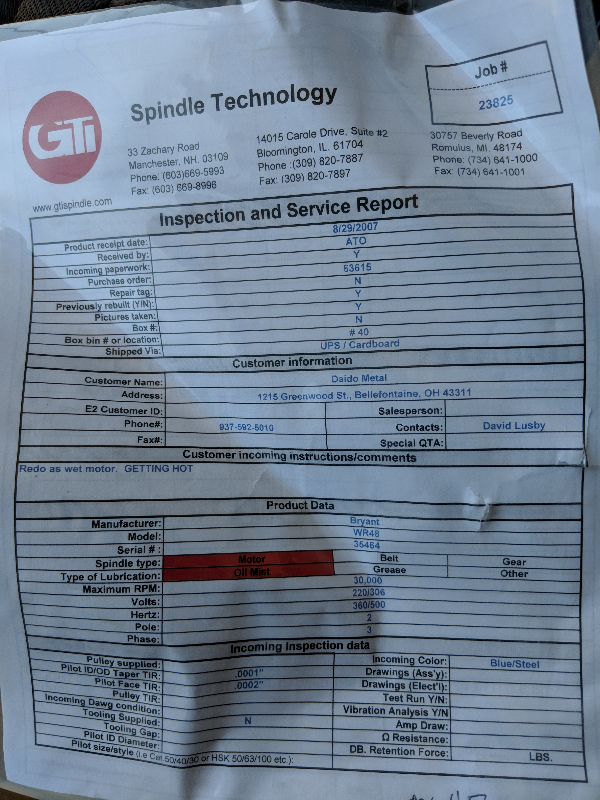 GTi
Spindle Technology
Job #
23825
33 Zachary Road
Manchester, NH. 03109
Phone: (603)669-5993
Fax: (603) 669-8996
14015 Carole Drive, Suite #2
Bloomington, IL. 61704
Phone :(309) 820-7887
Fax: (309) 820-7897
30757 Beverly Road
Romulus, MI. 48174
Phone: (734) 641-1000
Fax: (734) 641-1001
www.gtispindle.com
Inspection and Service Report
Product receipt date: 8/29/2007
Received by: ATO
Incoming paperwork: Y
Purchase order: 63615
Repair tag: N
Previously rebuilt (Y/N): Y
Pictures taken: Y
Box #: N
Box bin # or location: # 40
Shipped Via: UPS / Cardboard
Customer information
Customer Name: Daido Metal
Address: 1215 Greenwood St., Bellefontaine, OH 43311
E2 Customer ID: Salesperson:
Phone#: 937-592-5010 Contacts: David Lusby
Fax#: Special QTA:
Customer incoming instructions/comments
Redo as wet motor. GETTING HOT
Product Data
Manufacturer: Bryant
Model: WR48
Serial # : 35464
Spindle type: Motor Belt Gear
Type of Lubrication: Oil Mist Grease Other
Maximum RPM: 30,000
Volts: 220/306
Hertz: 360/500
Pole: 2
Phase: 3
Incoming Inspection data
Pulley supplied: Incoming Color: Blue/Steel
Pilot ID/OD Taper TIR: .0001" Drawings (Ass'y):
Pilot Face TIR: .0002" Drawings (Elect'l):
Pulley TIR: Test Run Y/N:
Incoming Dawg condition: Vibration Analysis Y/N
Tooling Supplied: N Amp Draw:
Tooling Gap: Ω Resistance:
Pilot ID Diameter: DB. Retention Force: LBS.
Pilot size/style (i.e Cat 50/40/30 or HSK 50/63/100 etc.):